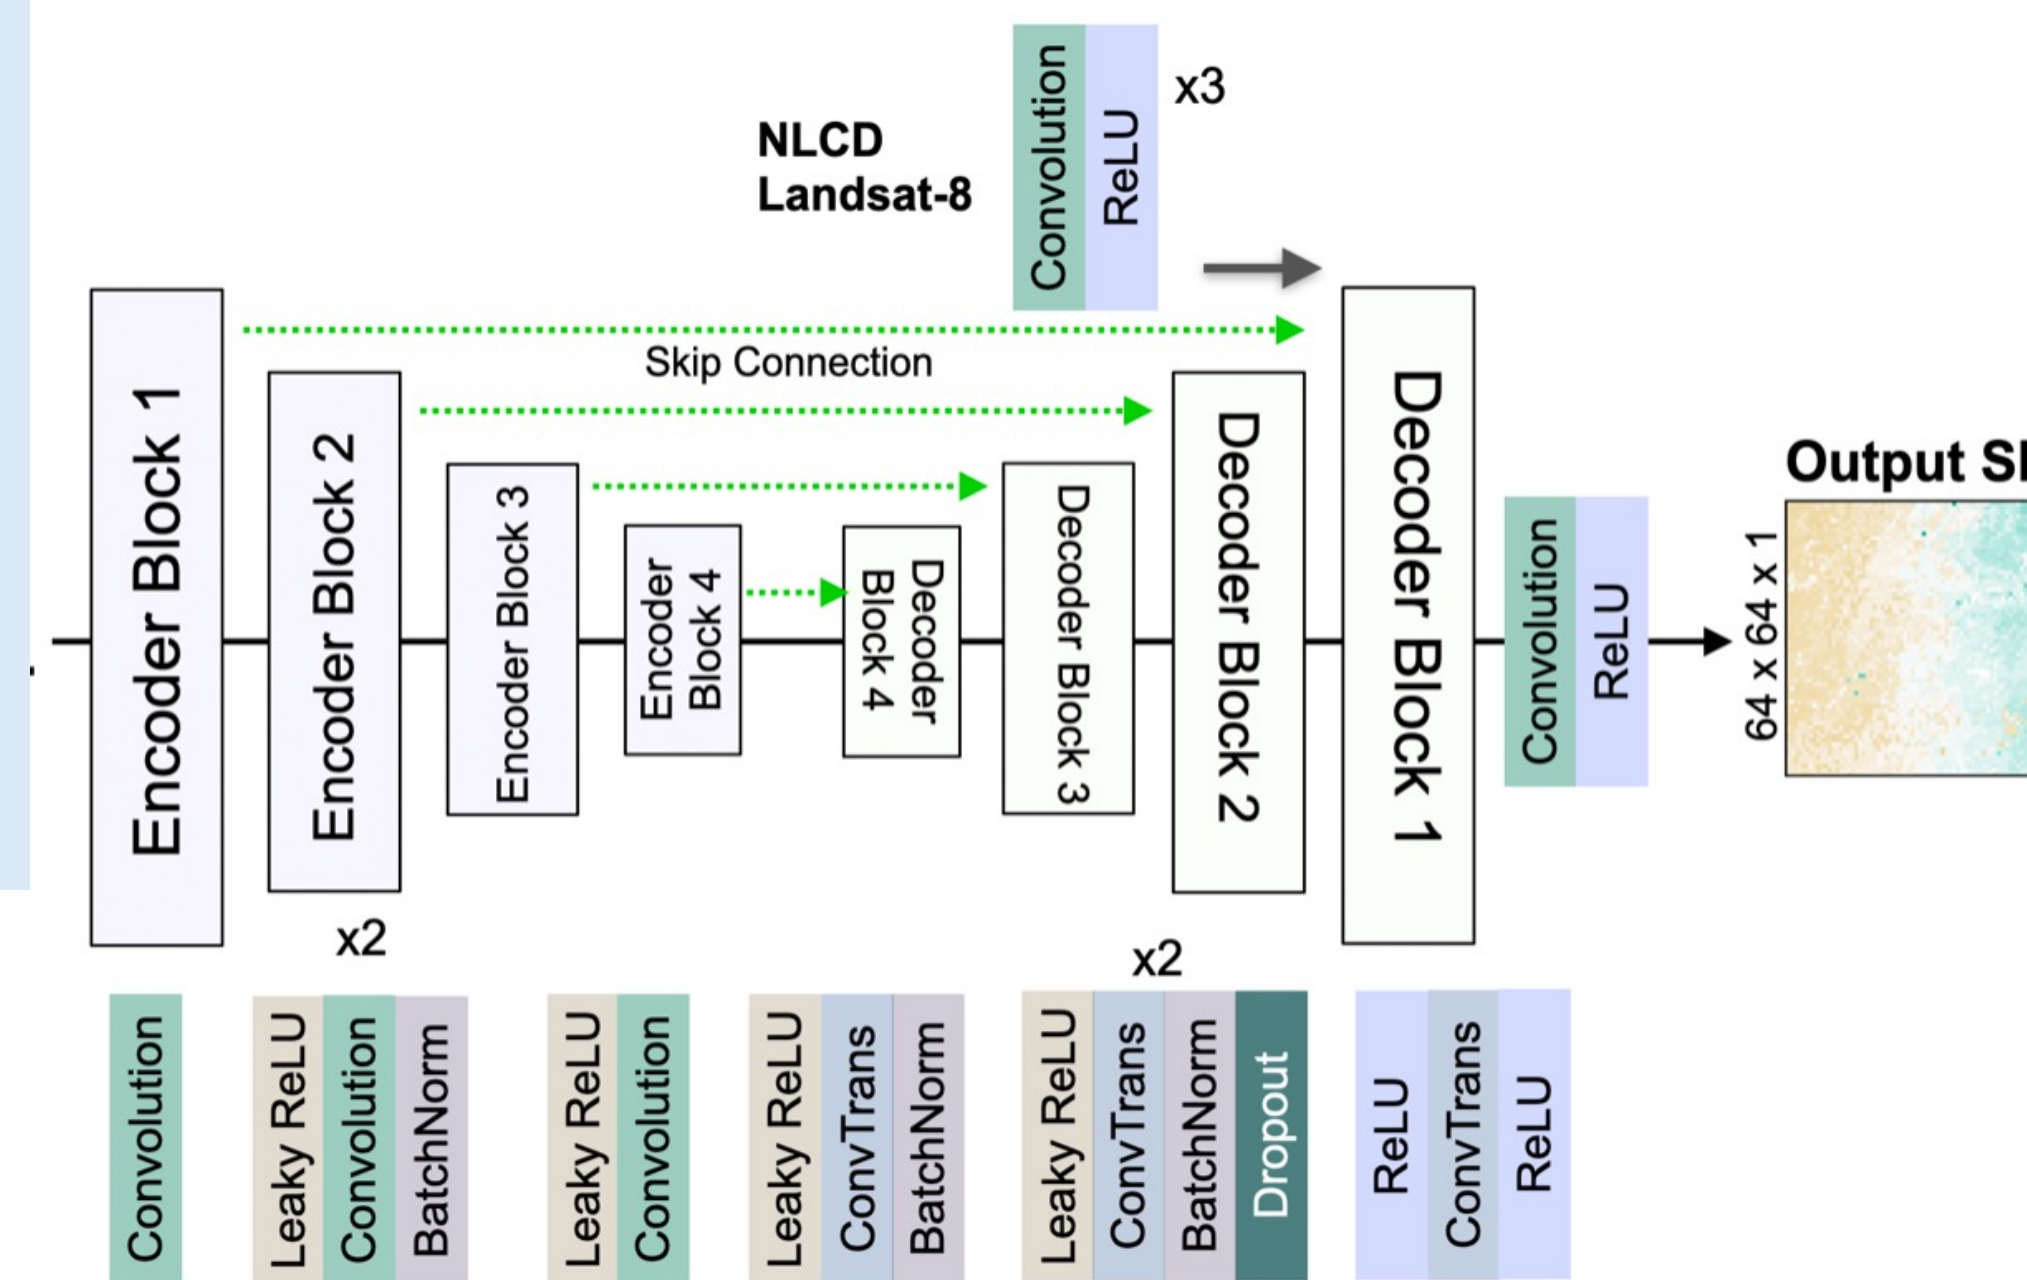 Convolution
ReLU
x3
NLCD
Landsat-8
Skip Connection
Encoder Block 1
Encoder Block 2
Encoder Block 3
Encoder
Block 4
Decoder
Block 4
Decoder Block 3
Decoder Block 2
Decoder Block 1
Convolution
ReLU
Output
64 x 64 x 1
x2
x2
Convolution
Leaky ReLU
Convolution
BatchNorm
Leaky ReLU
Convolution
Leaky ReLU
ConvTrans
BatchNorm
Leaky ReLU
ConvTrans
BatchNorm
Dropout
ReLU
ConvTrans
ReLU